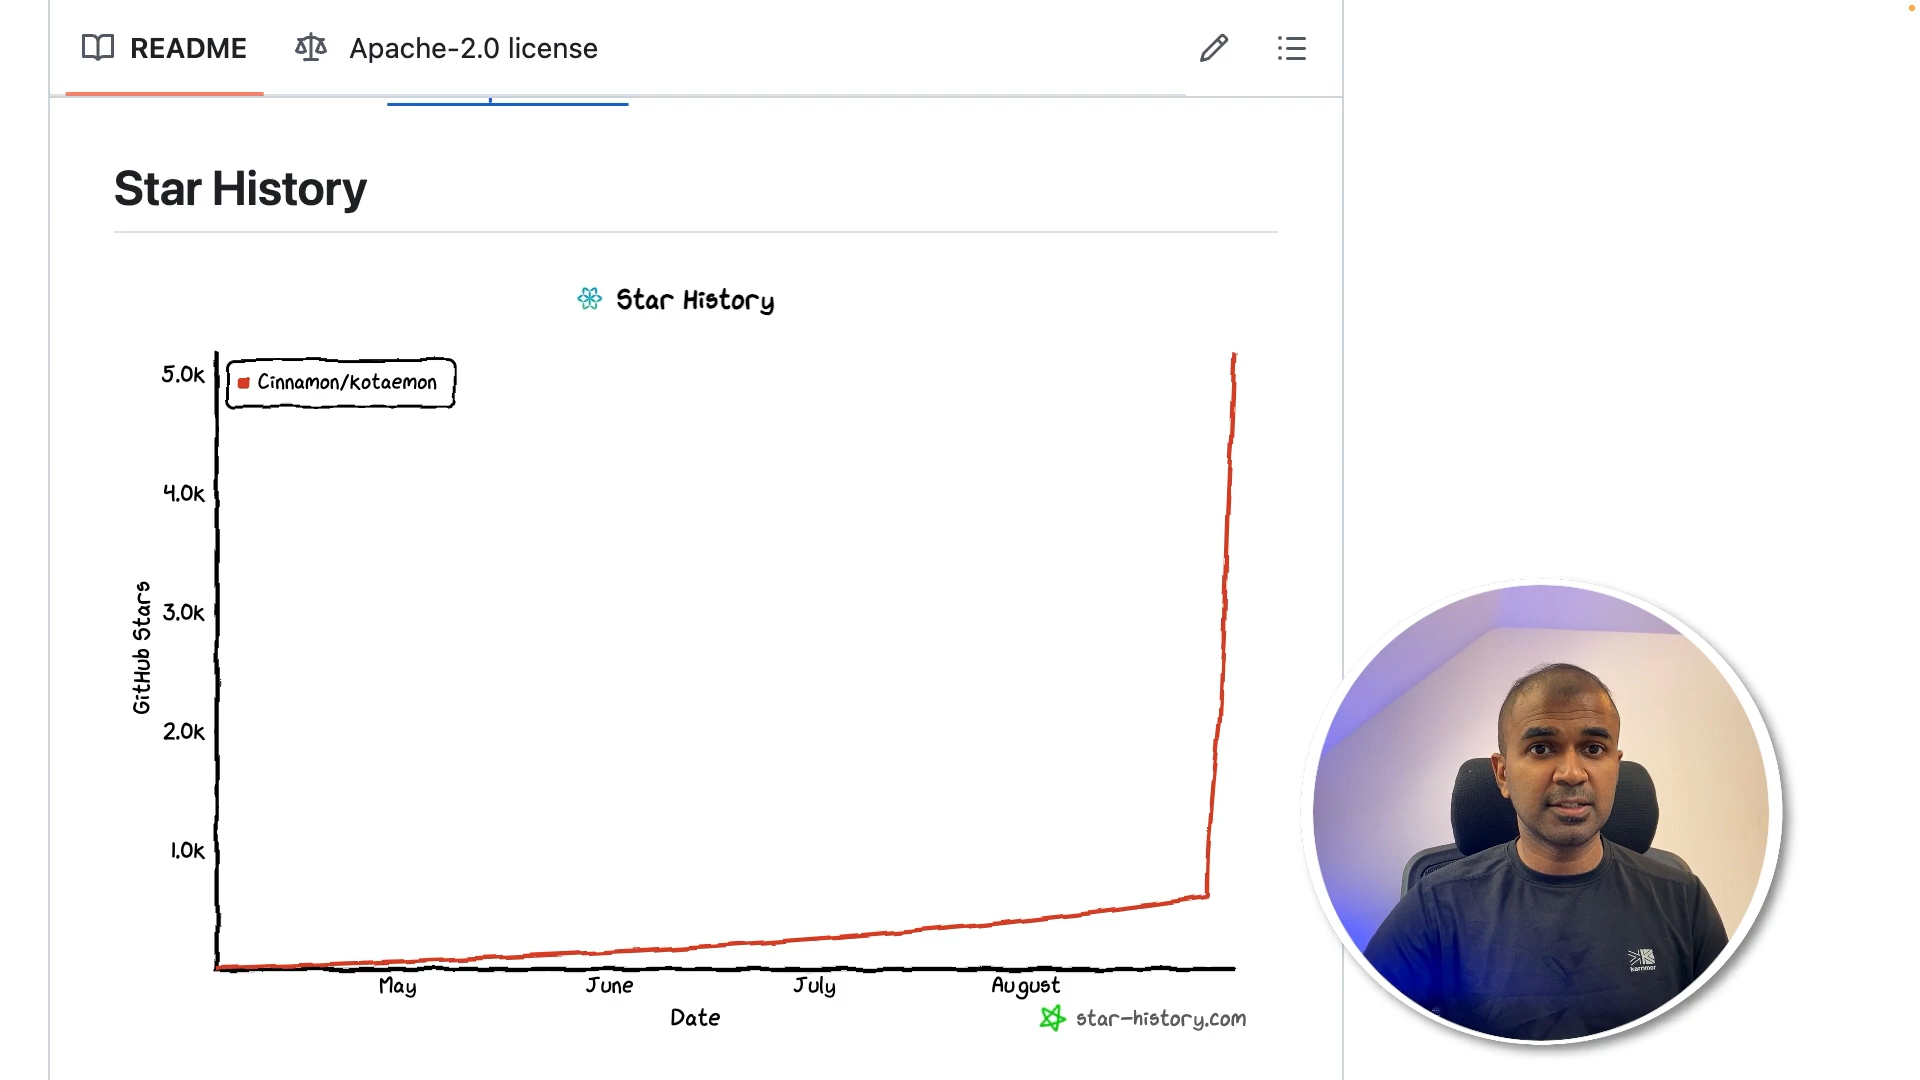 README
Apache-2.0 license
Star History
Star History
5.0k
Cinnamon/kotaemon
4.0k
3.0k
2.0k
1.0k
GitHub Stars
May
June
July
August
Date
star-history.com
karrimor